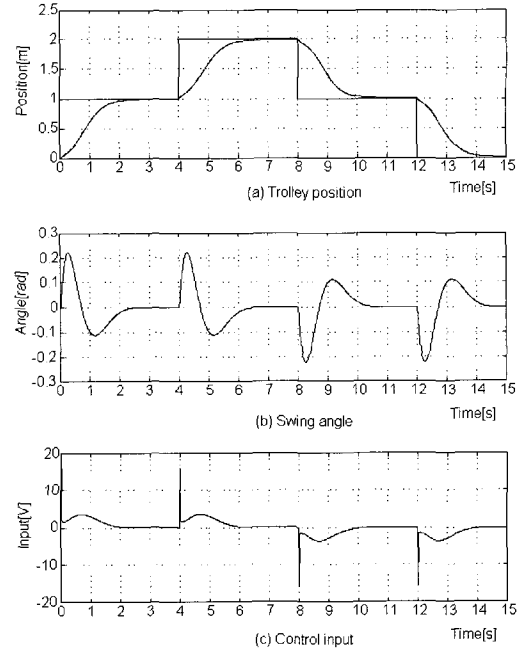 Position[m]
2.5
2
1.5
1
0.5
0
0 1 2 3 4 5 6 7 8 9 10 11 12 13 14 15
(a) Trolley position Time[s]
Angle[rad]
0.3
0.2
0.1
0
-0.1
-0.2
-0.3
0 1 2 3 4 5 6 7 8 9 10 11 12 13 14 15
(b) Swing angle Time[s]
Input[V]
20
10
0
-10
-20
0 1 2 3 4 5 6 7 8 9 10 11 12 13 14 15
(c) Control input Time[s]